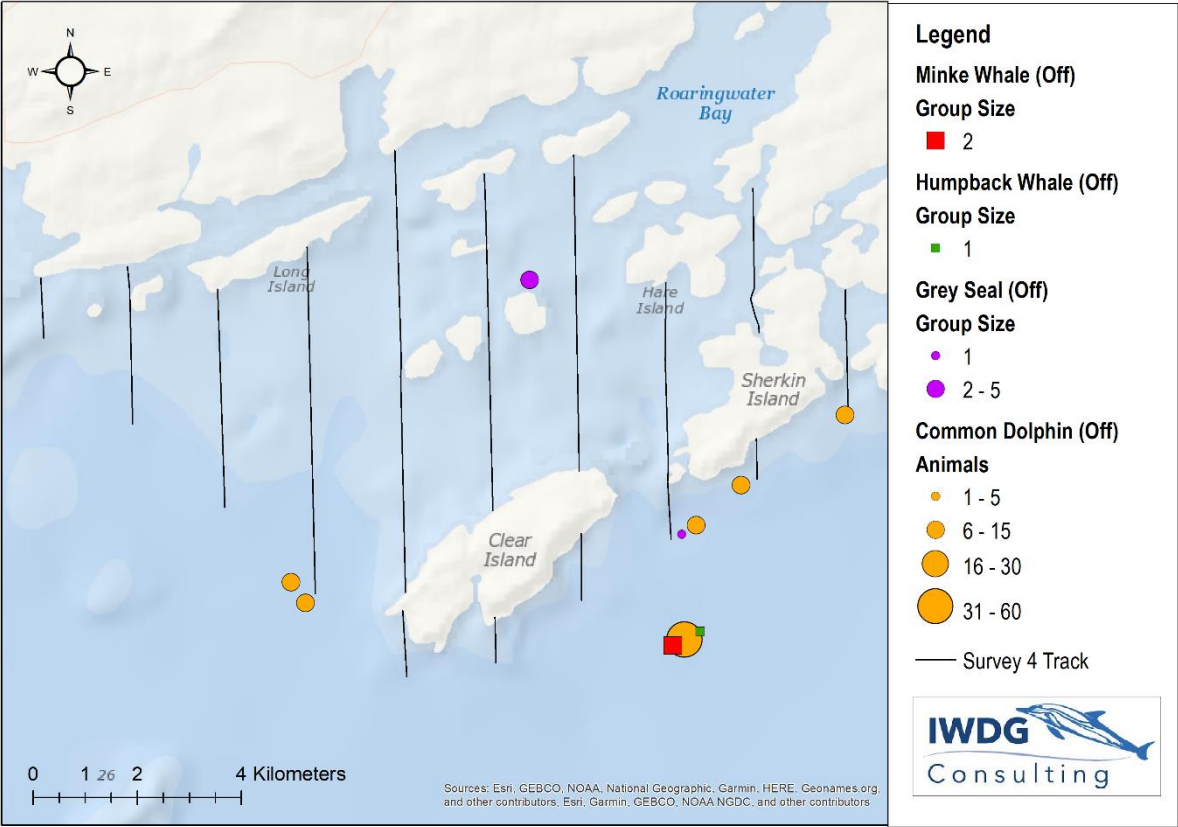 N
W
E
S
Roaringwater
Bay
Long
Island
Hare
Island
Sherkin
Island
Clear
Island
0 1 26 2 4 Kilometers
Sources: Esri, GEBCO, NOAA, National Geographic, Garmin, HERE, Geonames.org,
and other contributors, Esri, Garmin, GEBCO, NOAA NGDC, and other contributors
Legend
Minke Whale (Off)
Group Size
2
Humpback Whale (Off)
Group Size
1
Grey Seal (Off)
Group Size
1
2 - 5
Common Dolphin (Off)
Animals
1 - 5
6 - 15
16 - 30
31 - 60
Survey 4 Track
IWDG
Consulting